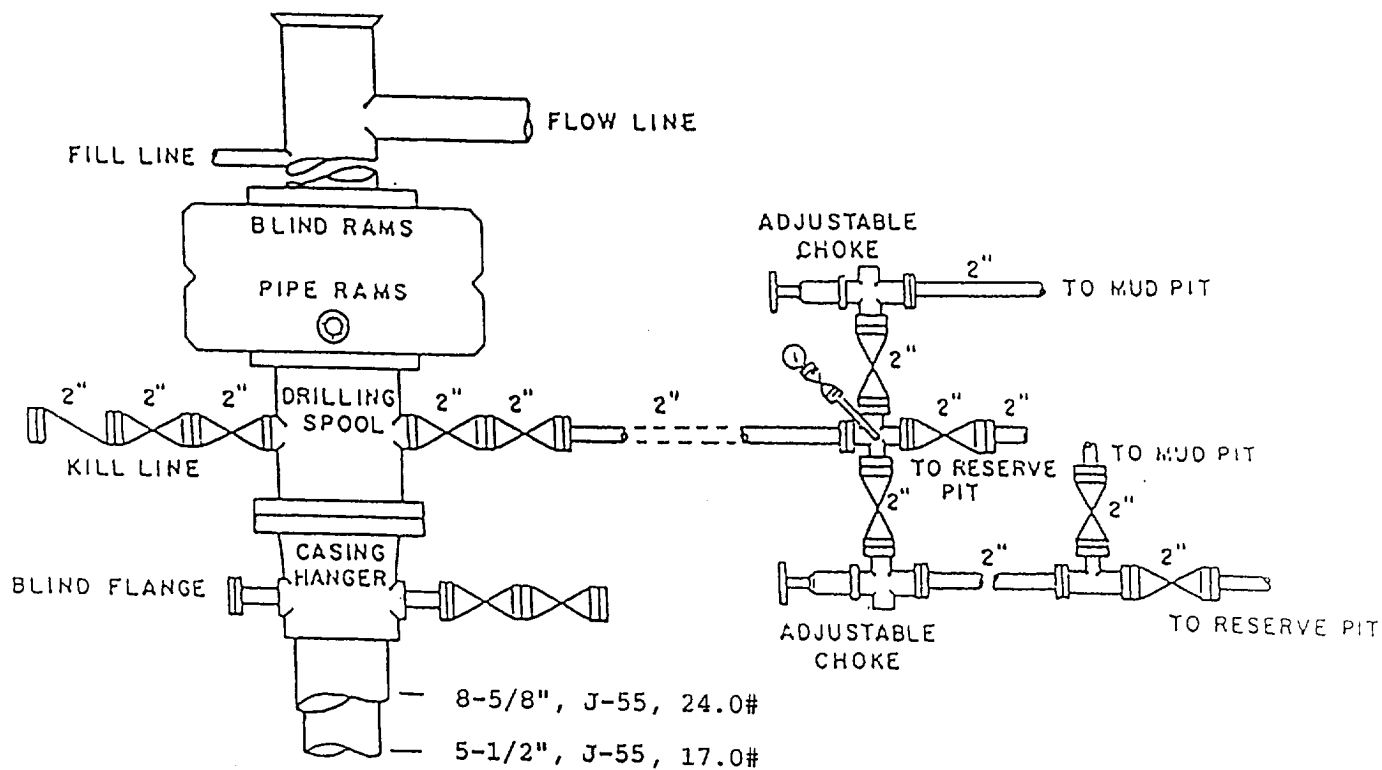 FLOW LINE
FILL LINE
BLIND RAMS
PIPE RAMS
ADJUSTABLE
CHOKE
2"
TO MUD PIT
2"
2"
2"
2"
DRILLING
SPOOL
2"
2"
2"
2"
2"
KILL LINE
TO RESERVE
PIT
TO MUD PIT
2"
2"
CASING
HANGER
BLIND FLANGE
2"
2"
ADJUSTABLE
CHOKE
TO RESERVE PIT
8-5/8", J-55, 24.0#
5-1/2", J-55, 17.0#